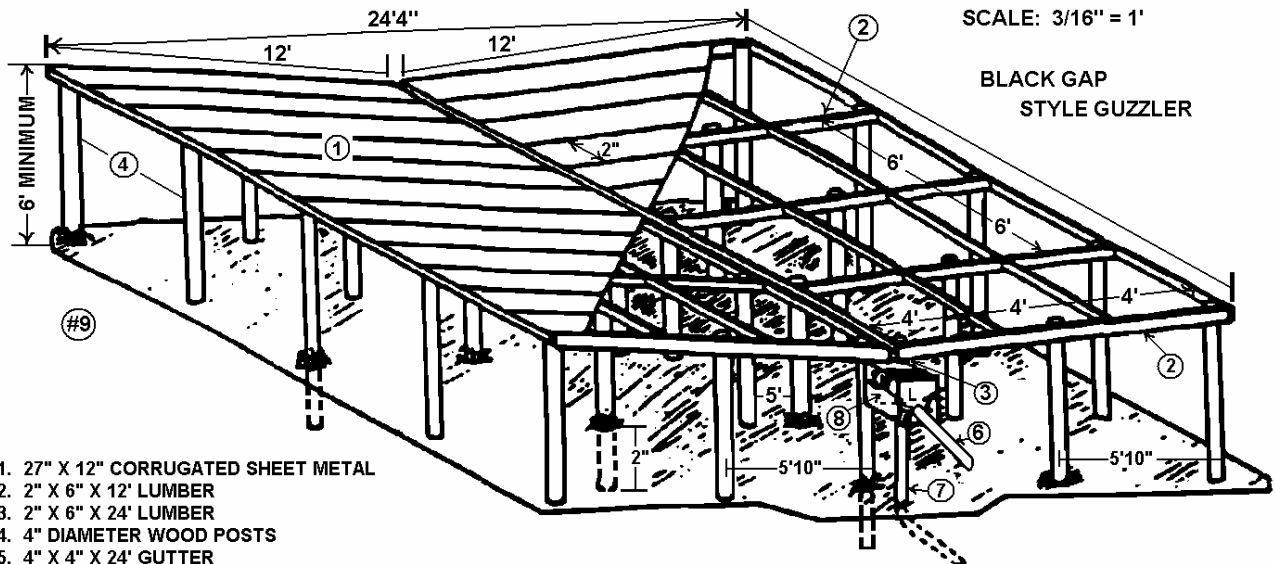 24'4"
SCALE: 3/16" = 1'
12'
12'
2
BLACK GAP
STYLE GUZZLER
6' MINIMUM
1
2"
4
6'
6'
#9
4'
4'
2
3
L
5'
8
6
2"
5'10"
5'10"
7
1. 27" X 12" CORRUGATED SHEET METAL
2. 2" X 6" X 12' LUMBER
3. 2" X 6" X 24' LUMBER
4. 4" DIAMETER WOOD POSTS
5. 4" X 4" X 24' GUTTER